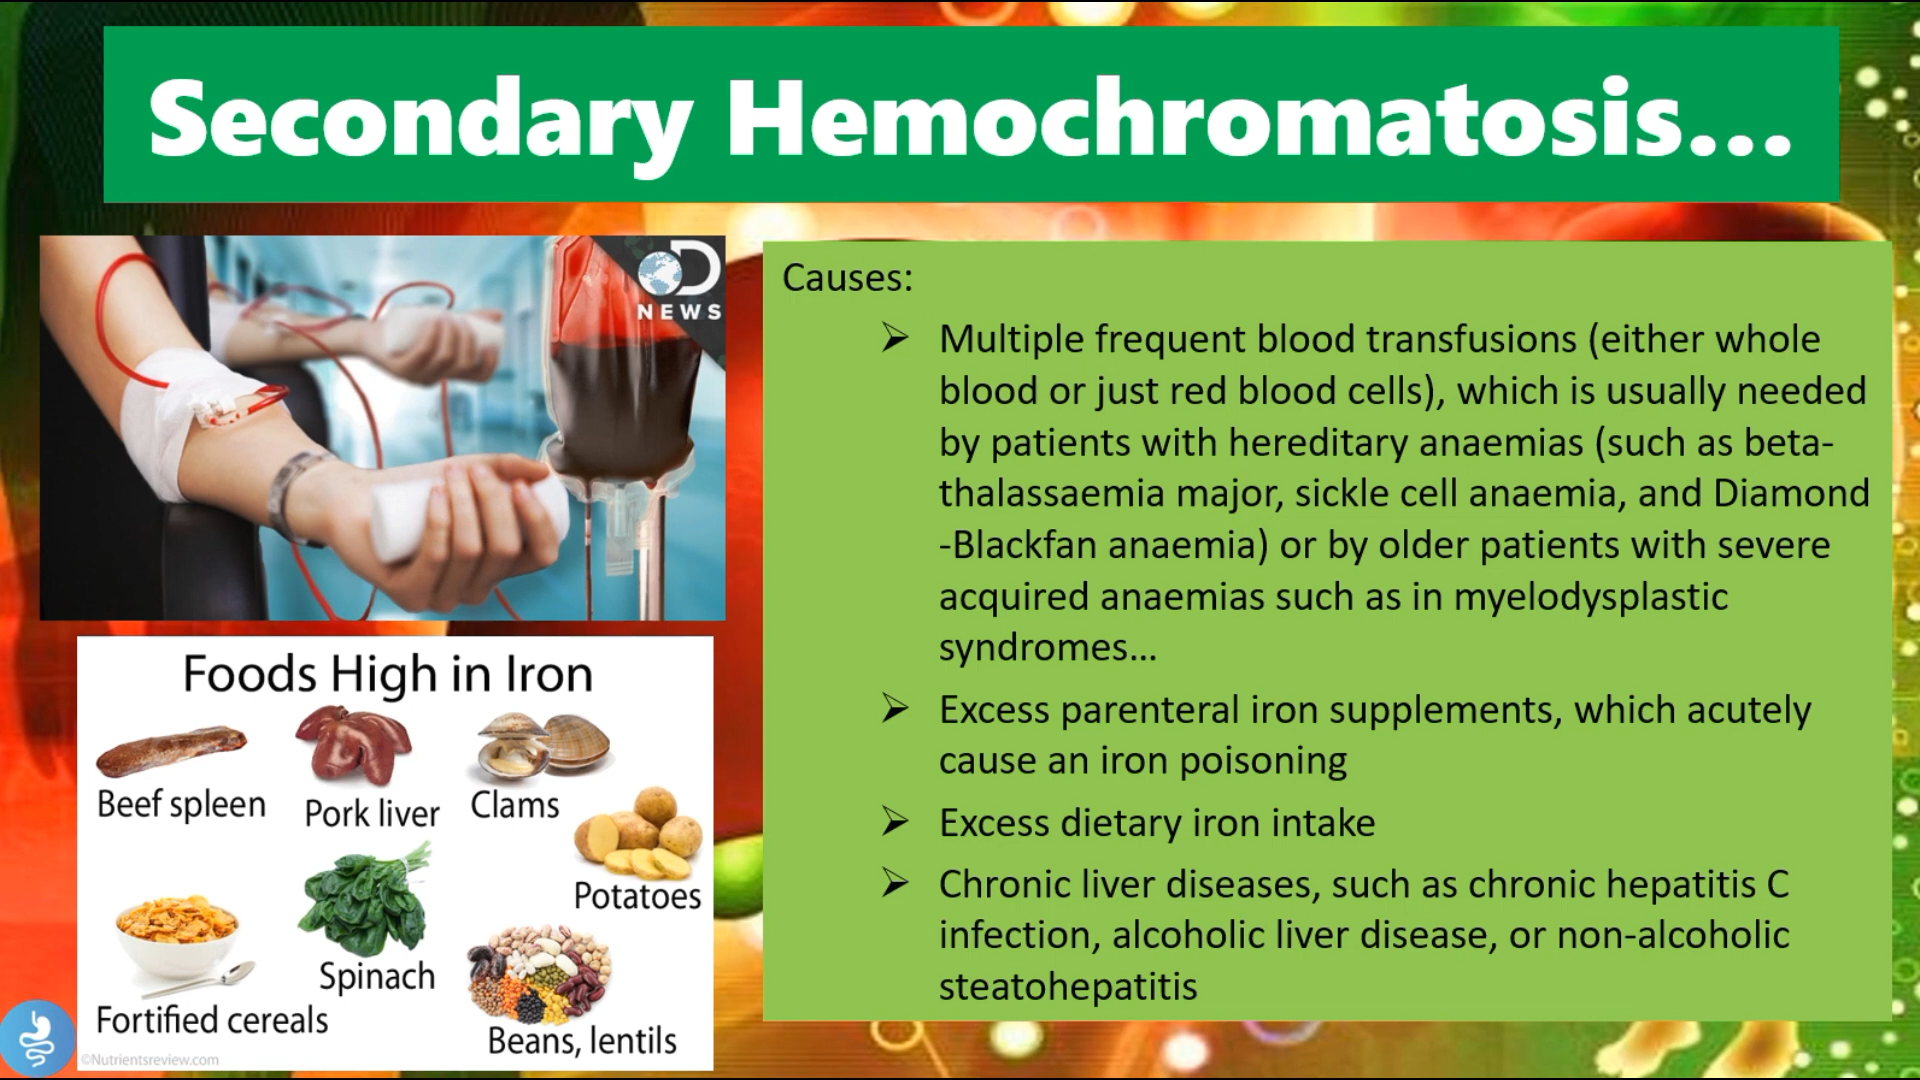 Secondary Hemochromatosis...
D
NEWS
Foods High in Iron
Beef spleen
Pork liver
Clams
Potatoes
Spinach
Fortified cereals
Beans, lentils
©Nutrientsreview.com
Causes:
➢ Multiple frequent blood transfusions (either whole
blood or just red blood cells), which is usually needed
by patients with hereditary anaemias (such as beta-
thalassaemia major, sickle cell anaemia, and Diamond
-Blackfan anaemia) or by older patients with severe
acquired anaemias such as in myelodysplastic
syndromes...
➢ Excess parenteral iron supplements, which acutely
cause an iron poisoning
➢ Excess dietary iron intake
➢ Chronic liver diseases, such as chronic hepatitis C
infection, alcoholic liver disease, or non-alcoholic
steatohepatitis